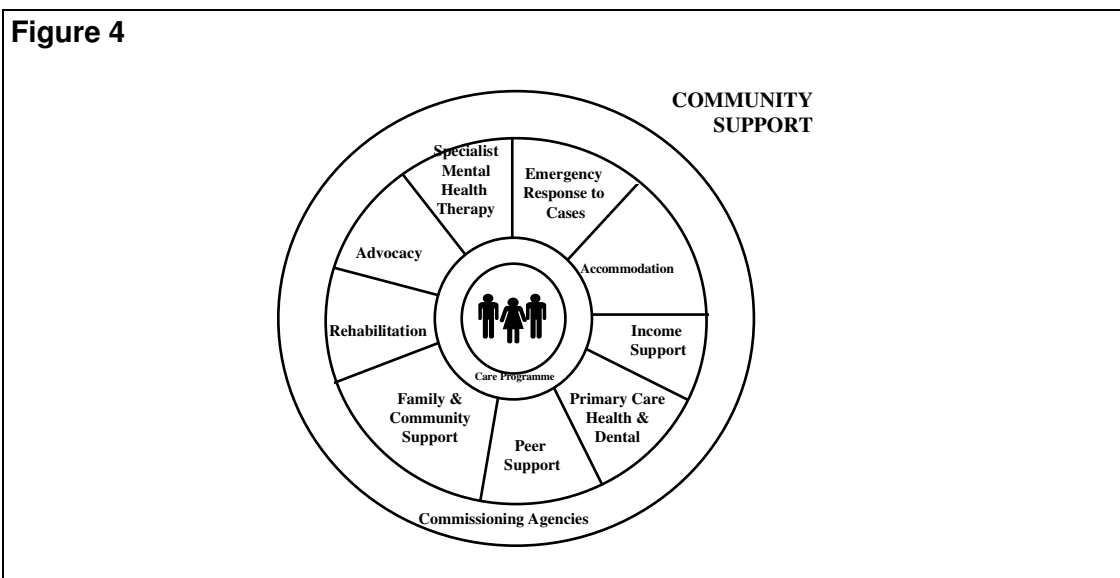 Figure 4
COMMUNITY
SUPPORT
Specialist
Mental
Health
Therapy
Emergency
Response to
Cases
Advocacy
Accommodation
Rehabilitation
Income
Support
Care Programme
Family &
Community
Support
Primary Care
Health &
Dental
Peer
Support
Commissioning Agencies